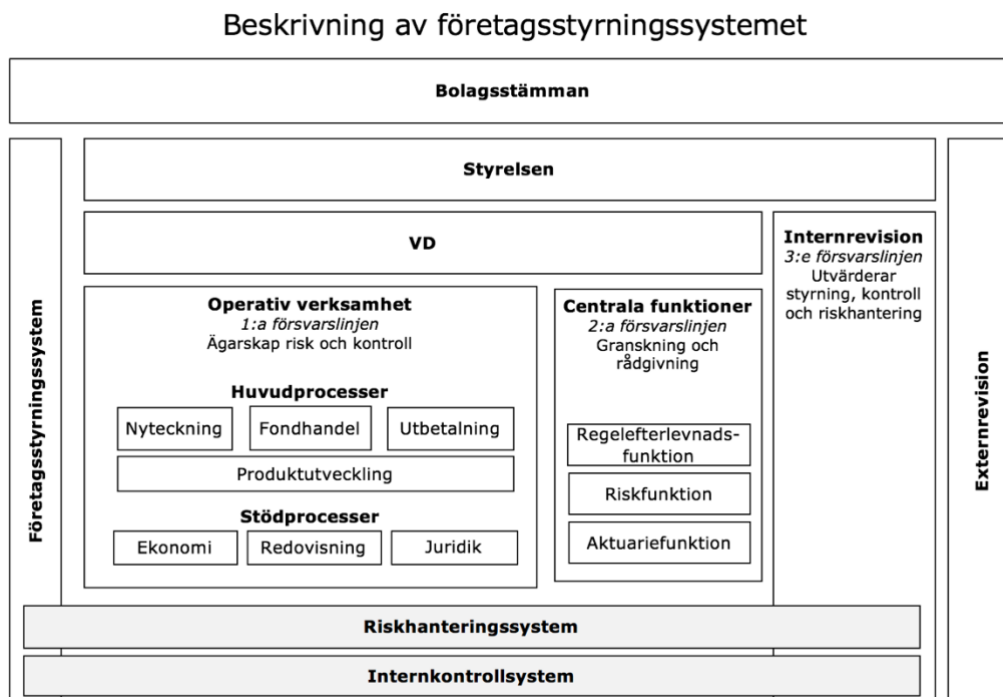 Beskrivning av företagsstyrningssystemet
Bolagsstämman
Företagsstyrningssystem
Styrelsen
VD
Operativ verksamhet
1:a försvarslinjen
Ägarskap risk och kontroll
Huvudprocesser
Nyteckning
Fondhandel
Utbetalning
Produktutveckling
Stödprocesser
Ekonomi
Redovisning
Juridik
Centrala funktioner
2:a försvarslinjen
Granskning och
rådgivning
Regelefterlevnads-
funktion
Riskfunktion
Aktuariefunktion
Internrevision
3:e försvarslinjen
Utvärderar
styrning, kontroll
och riskhantering
Externrevision
Riskhanteringssystem
Internkontrollsystem